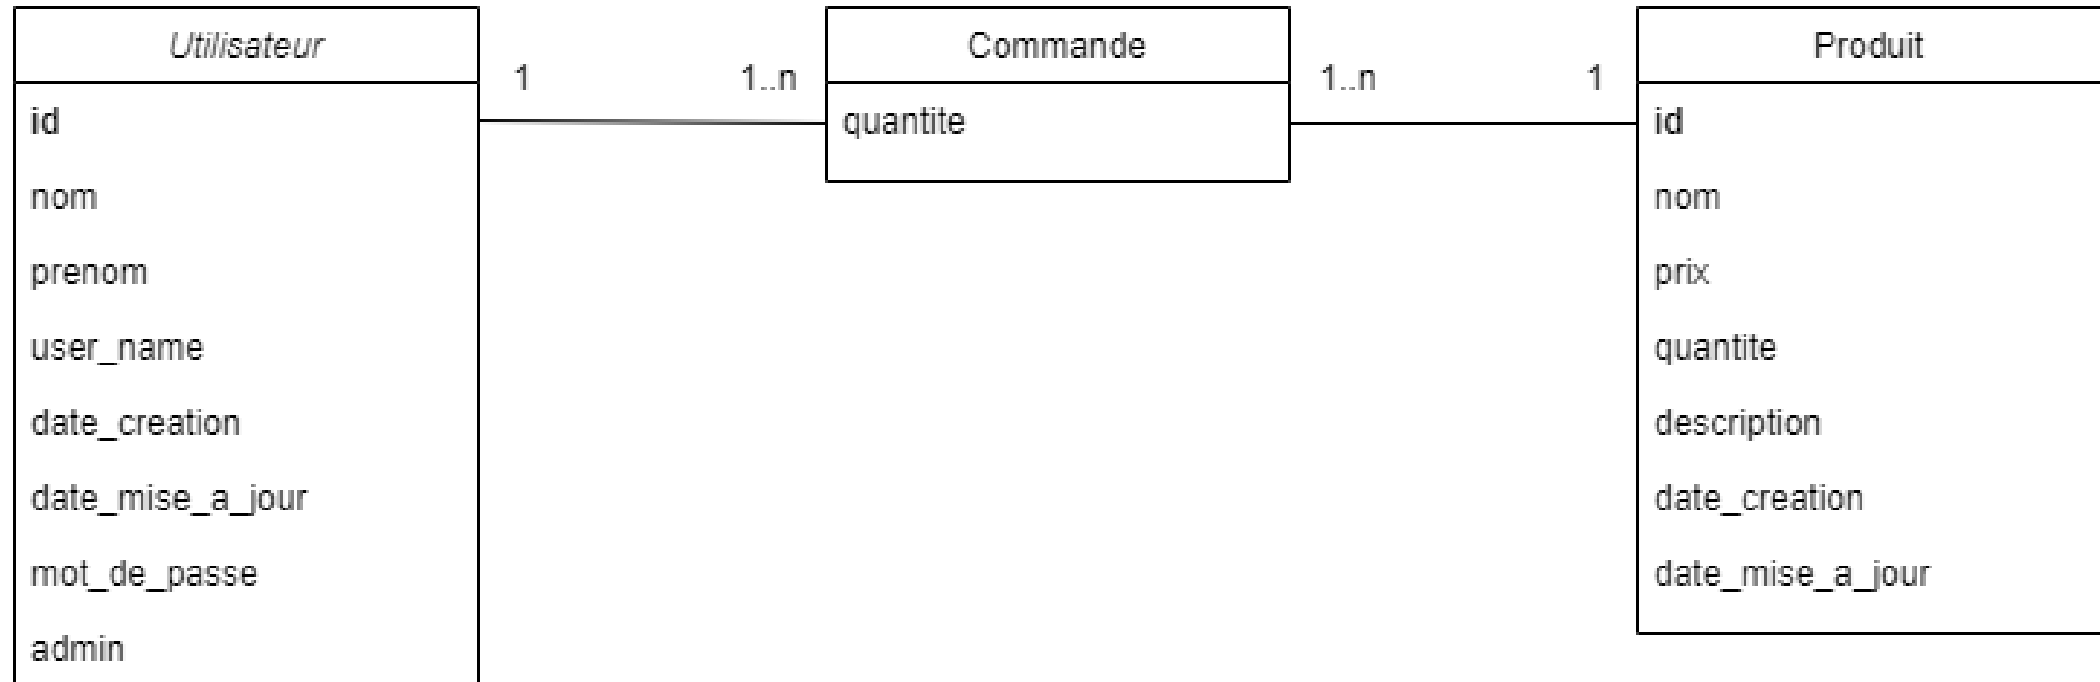 Utilisateur
id
nom
prenom
user_name
date_creation
date_mise_a_jour
mot_de_passe
admin
1
1..n
Commande
quantite
1..n
1
Produit
id
nom
prix
quantite
description
date_creation
date_mise_a_jour